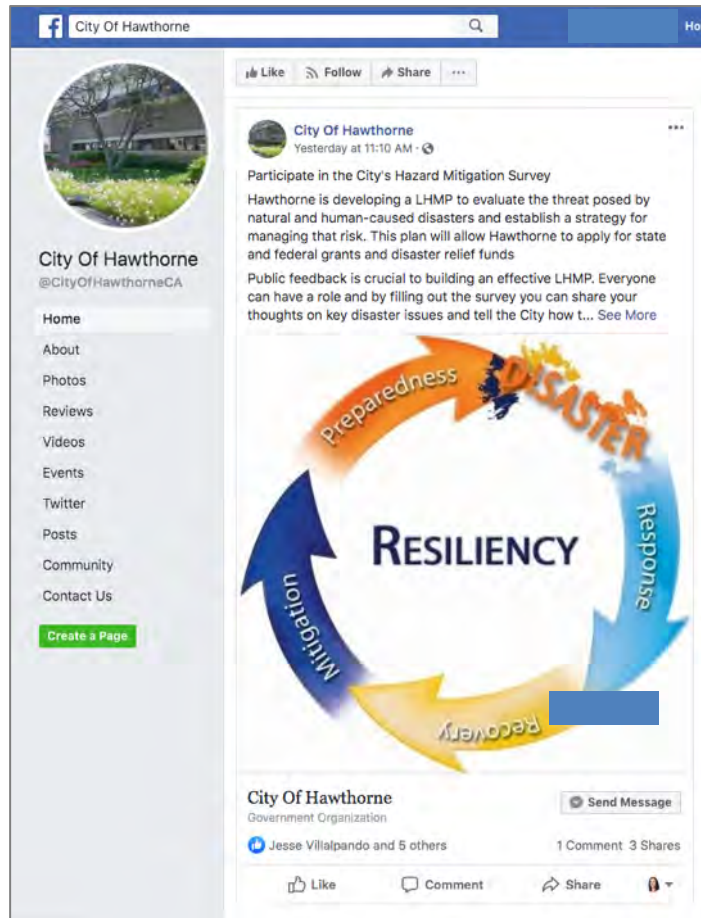 f City Of Hawthorne
Ho
Like Follow Share ...
City Of Hawthorne
Yesterday at 11:10 AM ·
Participate in the City's Hazard Mitigation Survey
Hawthorne is developing a LHMP to evaluate the threat posed by
natural and human-caused disasters and establish a strategy for
managing that risk. This plan will allow Hawthorne to apply for state
and federal grants and disaster relief funds
Public feedback is crucial to building an effective LHMP. Everyone
can have a role and by filling out the survey you can share your
thoughts on key disaster issues and tell the City how t... See More
City Of Hawthorne
@CityOfHawthorneCA
Home
About
Photos
Reviews
Videos
Events
Twitter
Posts
Community
Contact Us
Create a Page
Preparedness
DISASTER
Response
Recovery
Mitigation
RESILIENCY
City Of Hawthorne
Government Organization
Send Message
Jesse Villalpando and 5 others
1 Comment 3 Shares
Like Comment Share